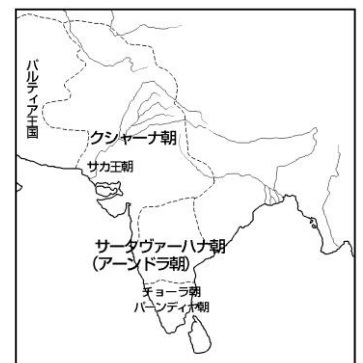 パルティア王国
クシャーナ朝
サカ王朝
サータヴァーハナ朝
(アーンドラ朝)
チョーラ朝
パーンディヤ朝